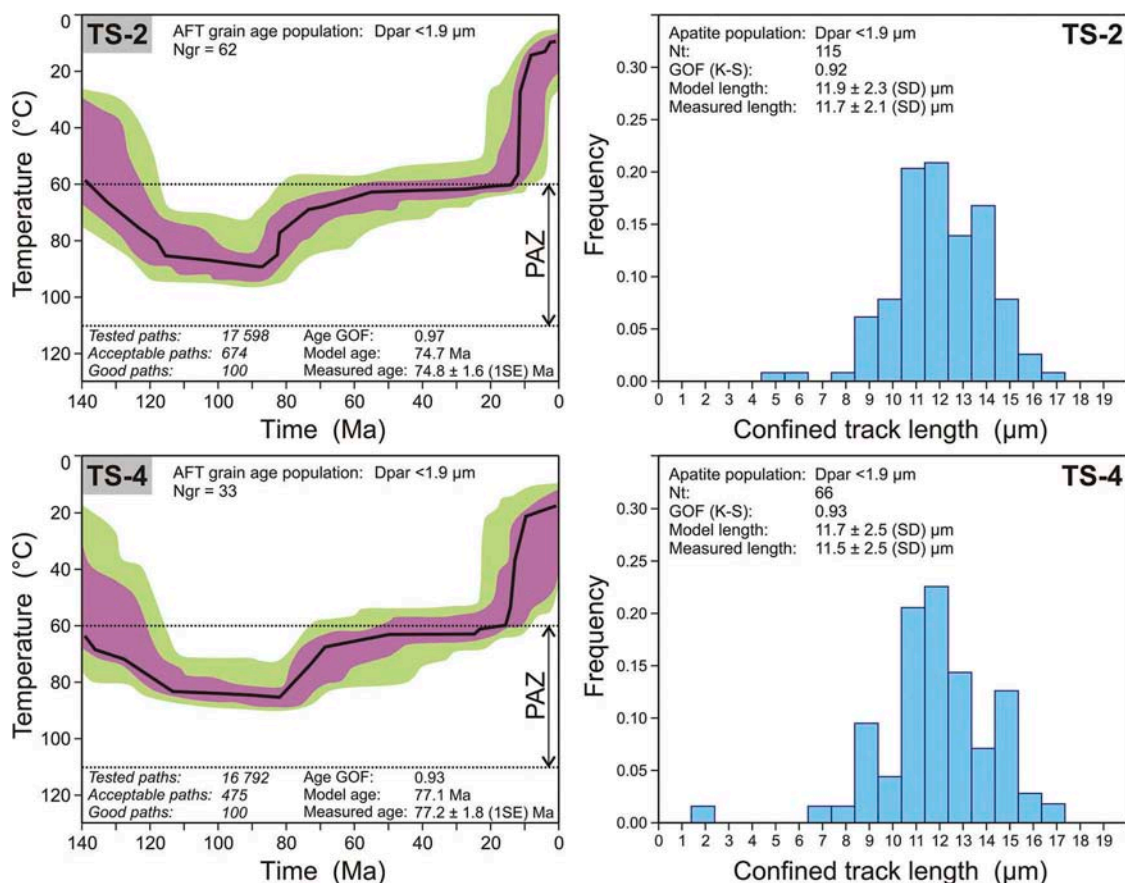 TS-2
AFT grain age population: Dpar <1.9 µm
Ngr = 62
0
20
40
60
80
100
120
Temperature (°C)
PAZ
Tested paths: 17 598
Acceptable paths: 674
Good paths: 100
Age GOF: 0.97
Model age: 74.7 Ma
Measured age: 74.8 ± 1.6 (1SE) Ma
140 120 100 80 60 40 20 0
Time (Ma)
TS-2
Apatite population: Dpar <1.9 µm
Nt: 115
GOF (K-S): 0.92
Model length: 11.9 ± 2.3 (SD) µm
Measured length: 11.7 ± 2.1 (SD) µm
0.30
0.25
0.20
0.15
0.10
0.05
0.00
Frequency
0 1 2 3 4 5 6 7 8 9 10 11 12 13 14 15 16 17 18 19
Confined track length (µm)
TS-4
AFT grain age population: Dpar <1.9 µm
Ngr = 33
0
20
40
60
80
100
120
Temperature (°C)
PAZ
Tested paths: 16 792
Acceptable paths: 475
Good paths: 100
Age GOF: 0.93
Model age: 77.1 Ma
Measured age: 77.2 ± 1.8 (1SE) Ma
140 120 100 80 60 40 20 0
Time (Ma)
TS-4
Apatite population: Dpar <1.9 µm
Nt: 66
GOF (K-S): 0.93
Model length: 11.7 ± 2.5 (SD) µm
Measured length: 11.5 ± 2.5 (SD) µm
0.30
0.25
0.20
0.15
0.10
0.05
0.00
Frequency
0 1 2 3 4 5 6 7 8 9 10 11 12 13 14 15 16 17 18 19
Confined track length (µm)